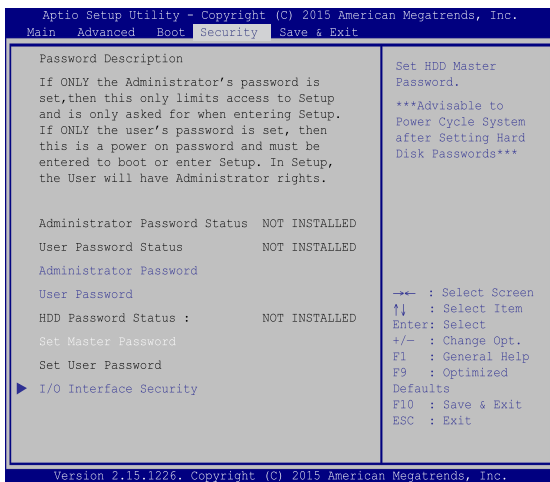 Aptio Setup Utility - Copyright (C) 2015 American Megatrends, Inc.
Main Advanced Boot Security Save & Exit
Password Description
If ONLY the Administrator's password is
set,then this only limits access to Setup
and is only asked for when entering Setup.
If ONLY the user's password is set, then
this is a power on password and must be
entered to boot or enter Setup. In Setup,
the User will have Administrator rights.
Administrator Password Status NOT INSTALLED
User Password Status NOT INSTALLED
Administrator Password
User Password
HDD Password Status : NOT INSTALLED
Set Master Password
Set User Password
▶ I/O Interface Security
Set HDD Master
Password.
***Advisable to
Power Cycle System
after Setting Hard
Disk Passwords***
→← : Select Screen
↑↓ : Select Item
Enter: Select
+/— : Change Opt.
F1 : General Help
F9 : Optimized
Defaults
F10 : Save & Exit
ESC : Exit
Version 2.15.1226. Copyright (C) 2015 American Megatrends, Inc.